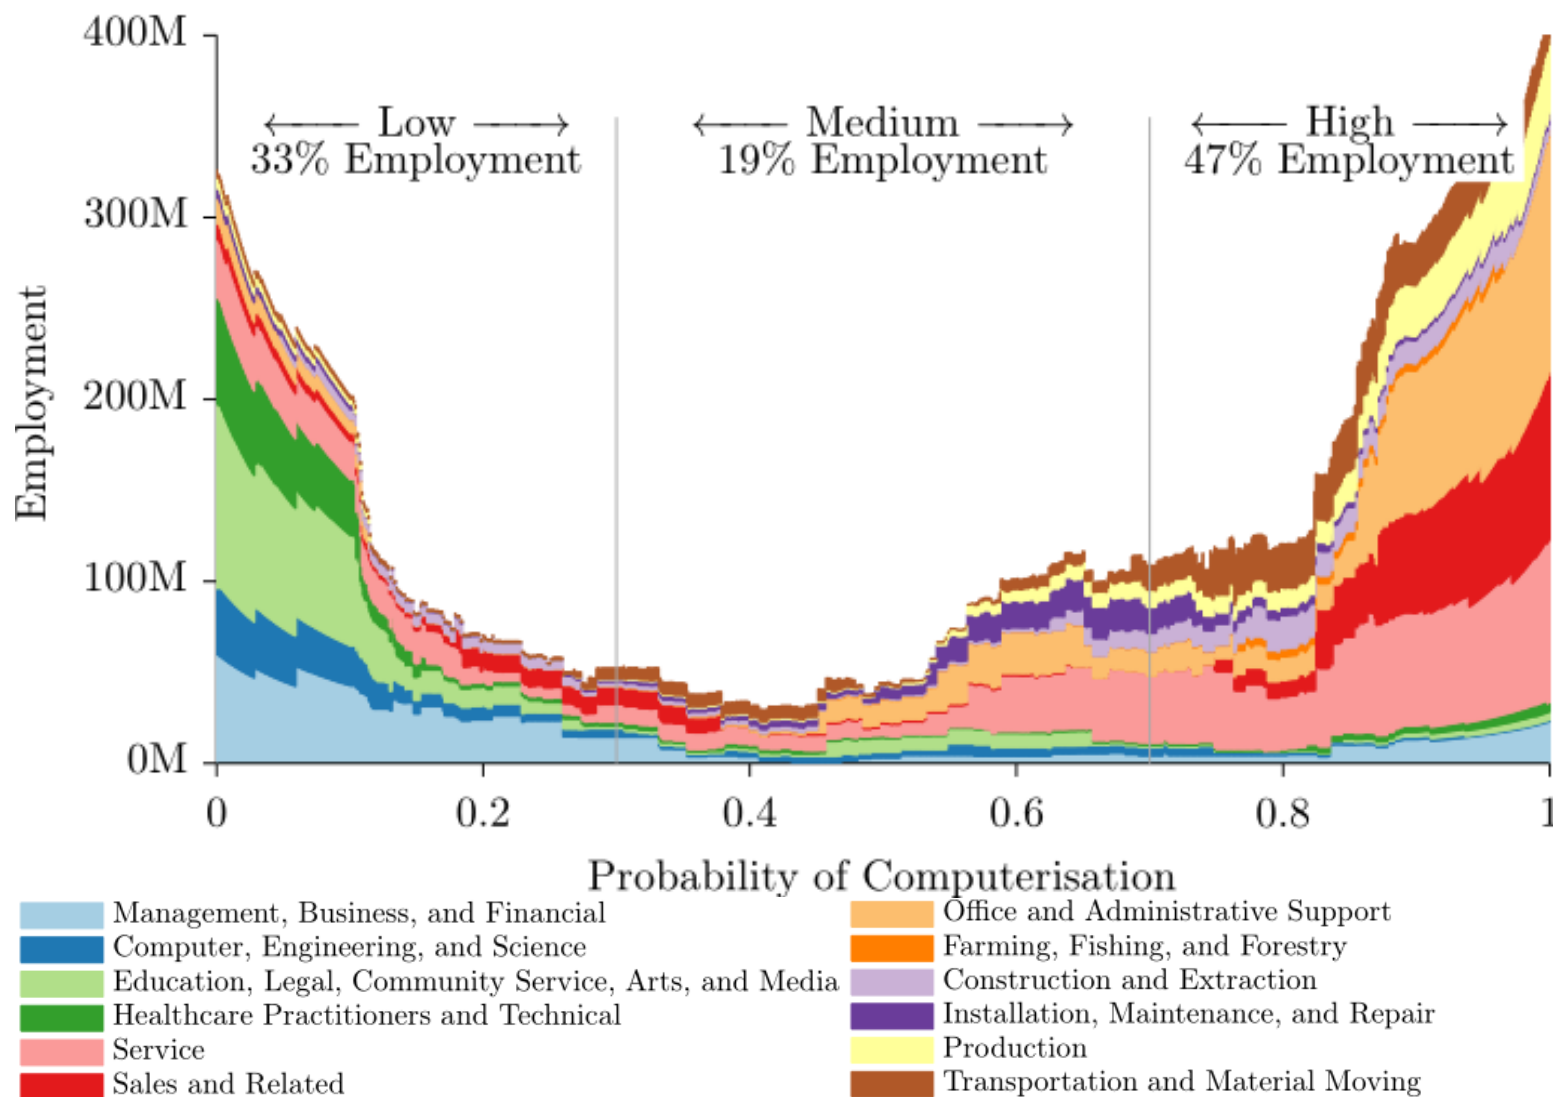 400M
← Low →
33% Employment
← Medium →
19% Employment
← High →
47% Employment
300M
200M
100M
0M
Employment
0
0.2
0.4
0.6
0.8
1
Probability of Computerisation
Management, Business, and Financial
Computer, Engineering, and Science
Education, Legal, Community Service, Arts, and Media
Healthcare Practitioners and Technical
Service
Sales and Related
Office and Administrative Support
Farming, Fishing, and Forestry
Construction and Extraction
Installation, Maintenance, and Repair
Production
Transportation and Material Moving